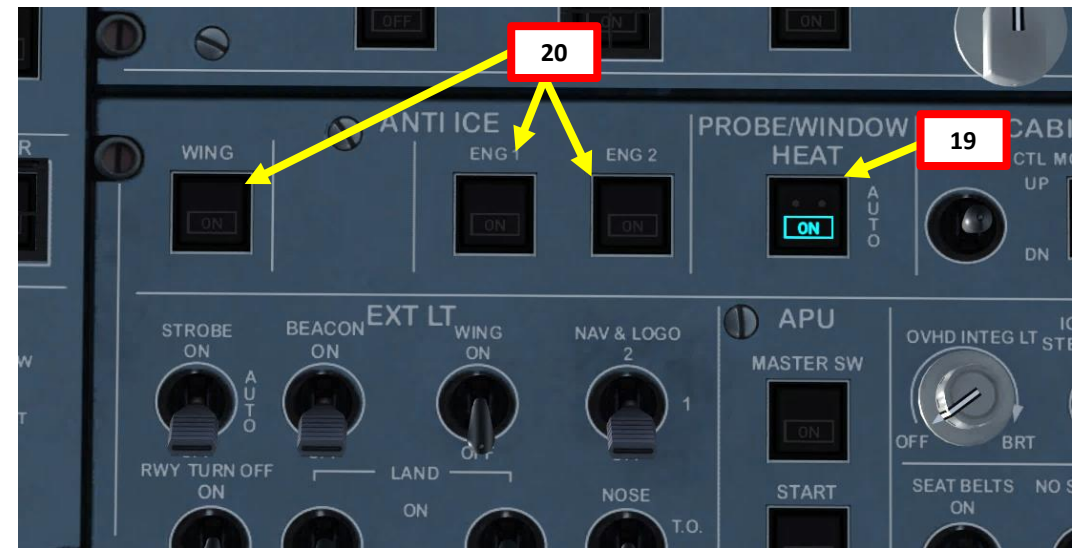 OFF
ON
ON
20
ANTI ICE
PROBE/WINDOW
HEAT
19
CABI
R
WING
ENG 1
ENG 2
CTL MO
UP
AUTO
ON
ON
ON
ON
DN
EXT LT
APU
STROBE
ON
BEACON
ON
WING
ON
NAV & LOGO
2
OVHD INTEG LT
STE
W
AUTO
1
MASTER SW
T
ON
OFF
OFF
BRT
RWY TURN OFF
ON
LAND
ON
NOSE
T.O.
START
SEAT BELTS
ON
NO S